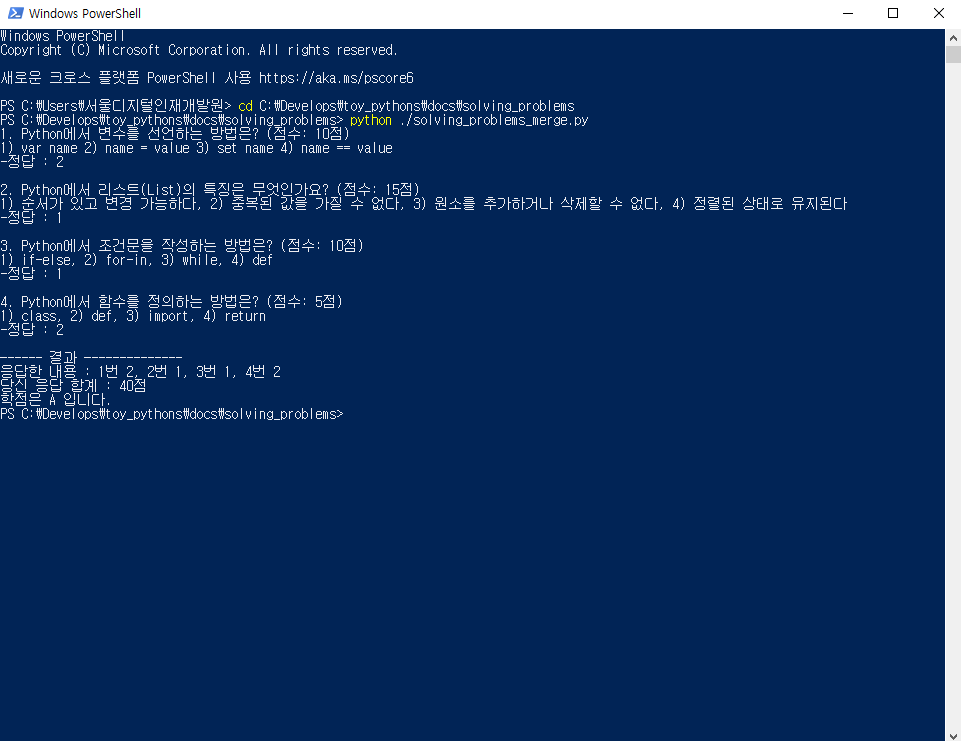 Windows PowerShell
Windows PowerShell
Copyright (C) Microsoft Corporation. All rights reserved.
새로운 크로스 플랫폼 PowerShell 사용 https://aka.ms/pscore6
PS C:\Users\서울디지털인재개발원> cd C:\Develops\toy_pythons\docs\solving_problems
PS C:\Develops\toy_pythons\docs\solving_problems> python ./solving_problems_merge.py
1. Python에서 변수를 선언하는 방법은? (점수: 10점)
1) var name 2) name = value 3) set name 4) name == value
-정답 : 2
2. Python에서 리스트(List)의 특징은 무엇인가요? (점수: 15점)
1) 순서가 있고 변경 가능하다, 2) 중복된 값을 가질 수 없다, 3) 원소를 추가하거나 삭제할 수 없다, 4) 정렬된 상태로 유지된다
-정답 : 1
3. Python에서 조건문을 작성하는 방법은? (점수: 10점)
1) if-else, 2) for-in, 3) while, 4) def
-정답 : 1
4. Python에서 함수를 정의하는 방법은? (점수: 5점)
1) class, 2) def, 3) import, 4) return
-정답 : 2
------ 결과 --------------
응답한 내용 : 1번 2, 2번 1, 3번 1, 4번 2
당신 응답 합계 : 40점
학점은 A 입니다.
PS C:\Develops\toy_pythons\docs\solving_problems>